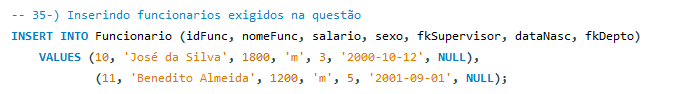 -- 35-) Inserindo funcionarios exigidos na questão
INSERT INTO Funcionario (idFunc, nomeFunc, salario, sexo, fkSupervisor, dataNasc, fkDepto)
VALUES (10, 'José da Silva', 1800, 'm', 3, '2000-10-12', NULL),
(11, 'Benedito Almeida', 1200, 'm', 5, '2001-09-01', NULL);